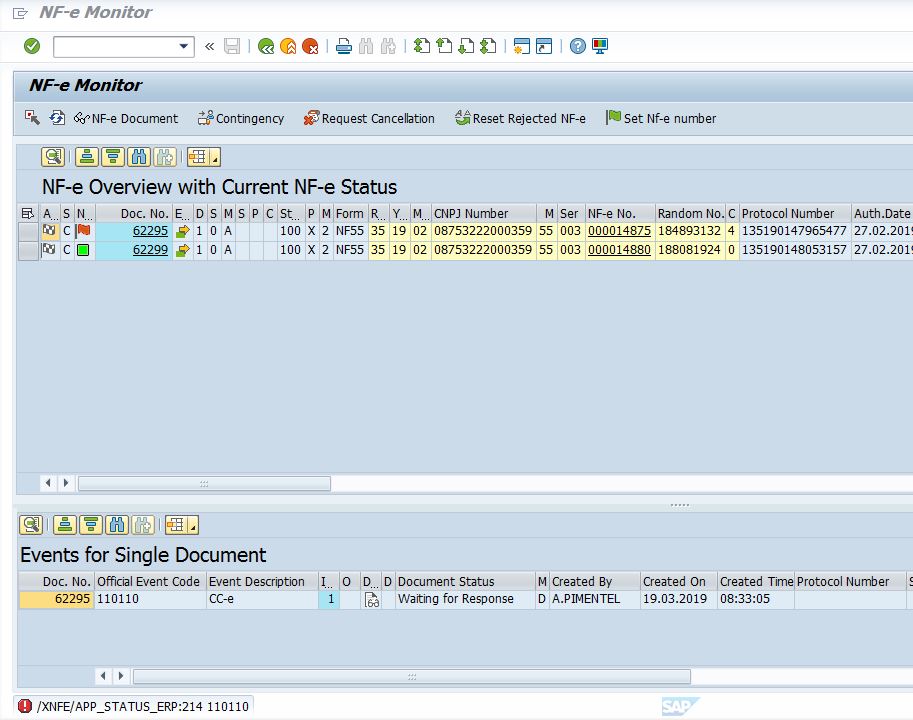 NF-e Monitor
NF-e Monitor
NF-e Document Contingency Request Cancellation Reset Rejected NF-e Set Nf-e number
NF-e Overview with Current NF-e Status
A.. S N... Doc. No. E... D S M S P C St... P M Form R... Y... M... CNPJ Number M Ser NF-e No. Random No. C Protocol Number Auth.Date
C 62295 1 0 A 100 X 2 NF55 35 19 02 08753222000359 55 003 000014875 184893132 4 135190147965477 27.02.2019
C 62299 1 0 A 100 X 2 NF55 35 19 02 08753222000359 55 003 000014880 188081924 0 135190148053157 27.02.2019
Events for Single Document
Doc. No. Official Event Code Event Description I... O D... D Document Status M Created By Created On Created Time Protocol Number S
62295 110110 CC-e 1 Waiting for Response D A.PIMENTEL 19.03.2019 08:33:05
/XNFE/APP_STATUS_ERP:214 110110
SAP